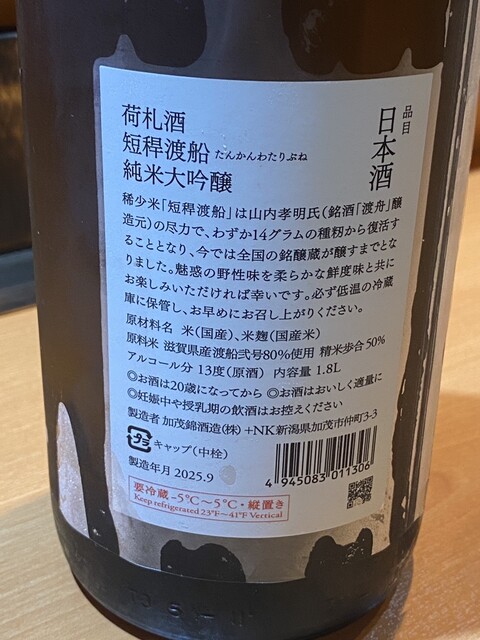 品目
日本酒
荷札酒
短稈渡船 たんかんわたりぶね
純米大吟醸
稀少米「短稈渡船」は山内孝明氏(銘酒「渡舟」醸
造元)の尽力で、わずか14グラムの種籾から復活す
ることとなり、今では全国の銘醸蔵が醸すまでとな
りました。魅惑の野性味を柔らかな鮮度味と共に
お楽しみいただければ幸いです。必ず低温の冷蔵
庫に保管し、お早めにお召し上がりください。
原材料名 米(国産)、米麹(国産米)
原料米 滋賀県産渡船弐号80%使用 精米歩合50%
アルコール分 13度(原酒) 内容量 1.8L
◎お酒は20歳になってから ◎お酒はおいしく適量に
◎妊娠中や授乳期の飲酒はお控えください
製造者 加茂錦酒造(株) +NK新潟県加茂市仲町3-3
キャップ(中栓)
製造年月 2025.9
4 945083 011306
要冷蔵-5℃〜5℃・縦置き
Keep refrigerated 23°F~41°F Vertical